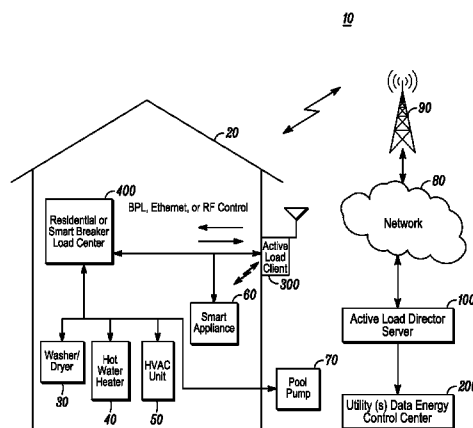 10
90
20
400
BPL, Ethernet, or RF Control
80
Residential or
Smart Breaker
Load Center
Network
Active
Load
Client
300
60
100
Smart
Appliance
Active Load Director
Server
70
Washer/
Dryer
Hot
Water
Heater
HVAC
Unit
Pool
Pump
200
30
40
50
Utility (s) Data Energy
Control Center